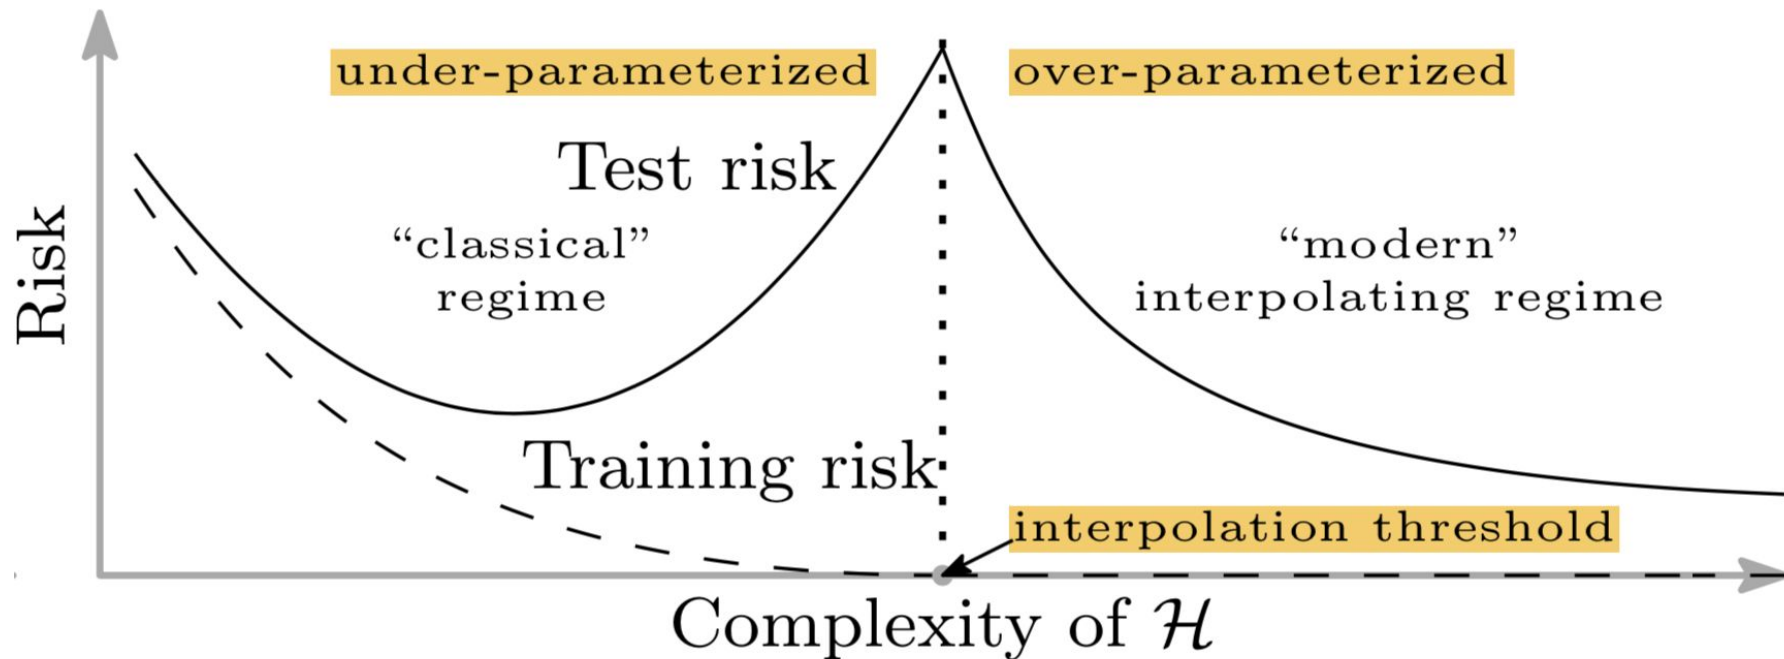 under-parameterized
over-parameterized
Test risk
“classical”
regime
“modern”
interpolating regime
Risk
Training risk
interpolation threshold
Complexity of ℋ